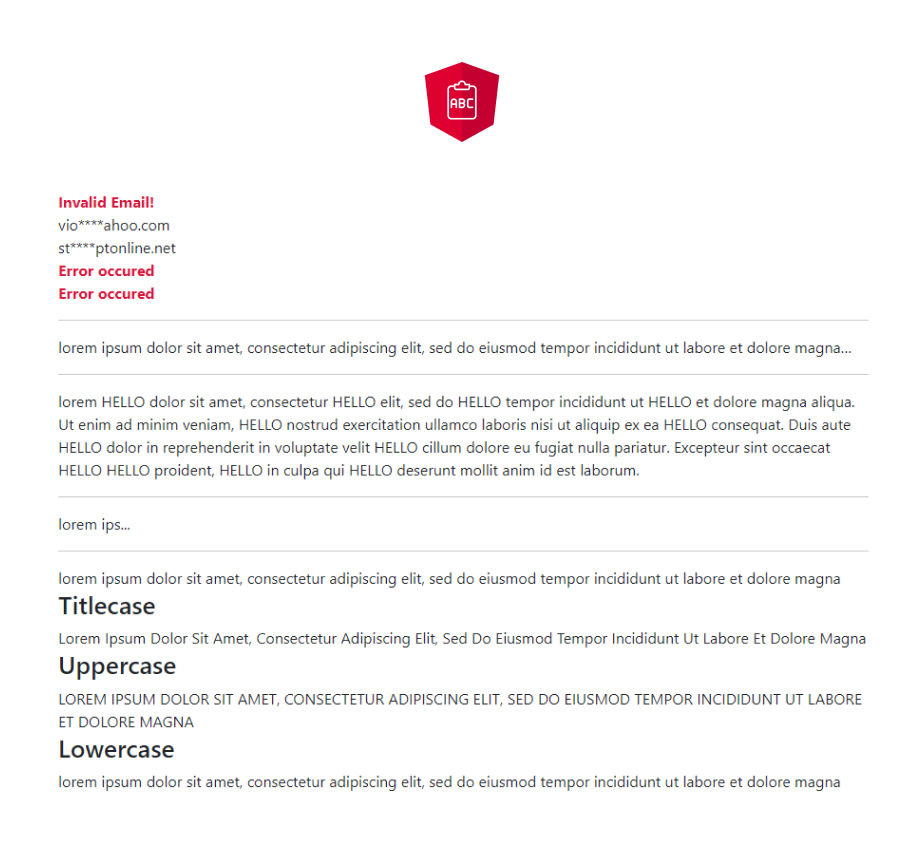 ABC
Invalid Email!
vio****ahoo.com
st****ptonline.net
Error occured
Error occured
lorem ipsum dolor sit amet, consectetur adipiscing elit, sed do eiusmod tempor incididunt ut labore et dolore magna...
lorem HELLO dolor sit amet, consectetur HELLO elit, sed do HELLO tempor incididunt ut HELLO et dolore magna aliqua.
Ut enim ad minim veniam, HELLO nostrud exercitation ullamco laboris nisi ut aliquip ex ea HELLO consequat. Duis aute
HELLO dolor in reprehenderit in voluptate velit HELLO cillum dolore eu fugiat nulla pariatur. Excepteur sint occaecat
HELLO HELLO proident, HELLO in culpa qui HELLO deserunt mollit anim id est laborum.
lorem ips...
lorem ipsum dolor sit amet, consectetur adipiscing elit, sed do eiusmod tempor incididunt ut labore et dolore magna
Titlecase
Lorem Ipsum Dolor Sit Amet, Consectetur Adipiscing Elit, Sed Do Eiusmod Tempor Incididunt Ut Labore Et Dolore Magna
Uppercase
LOREM IPSUM DOLOR SIT AMET, CONSECTETUR ADIPISCING ELIT, SED DO EIUSMOD TEMPOR INCIDIDUNT UT LABORE
ET DOLORE MAGNA
Lowercase
lorem ipsum dolor sit amet, consectetur adipiscing elit, sed do eiusmod tempor incididunt ut labore et dolore magna